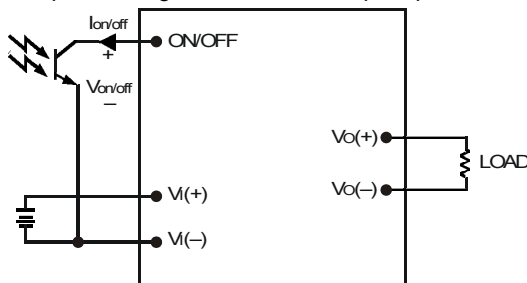 Ion/off
ON/OFF
+
Von/off
–
VO(+)
LOAD
VO(–)
VI(+)
VI(–)